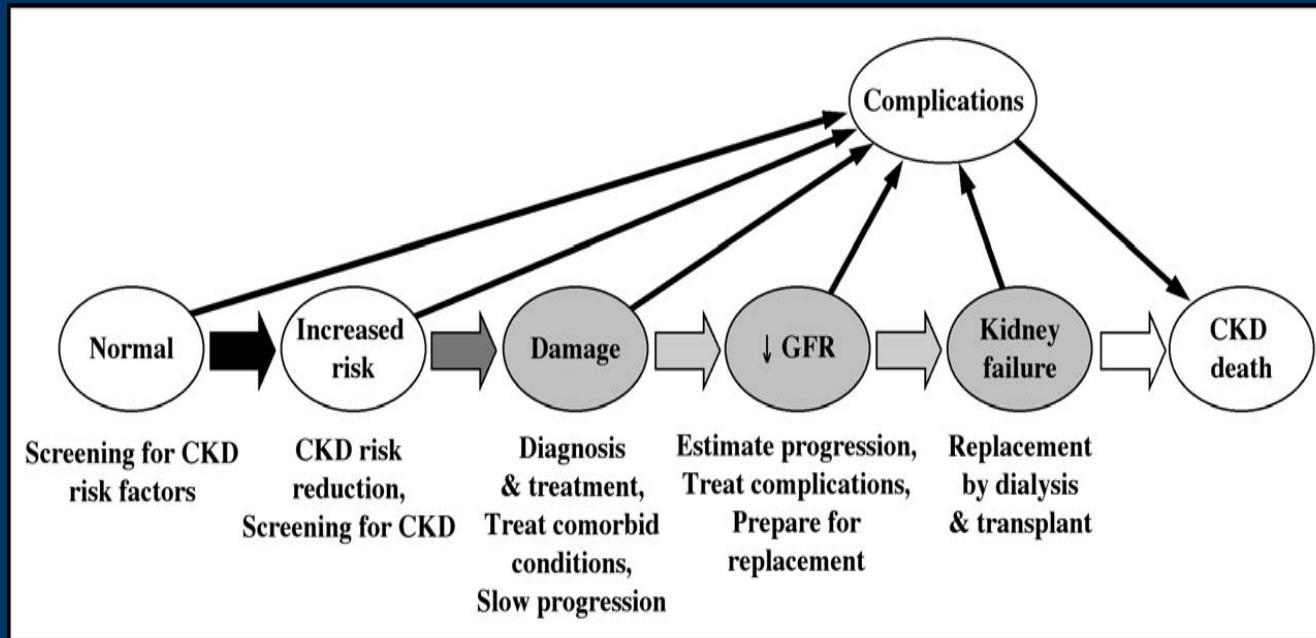 Complications
Normal
Increased
risk
Damage
↓ GFR
Kidney
failure
CKD
death
Screening for CKD
risk factors
CKD risk
reduction,
Screening for CKD
Diagnosis
& treatment,
Treat comorbid
conditions,
Slow progression
Estimate progression,
Treat complications,
Prepare for
replacement
Replacement
by dialysis
& transplant